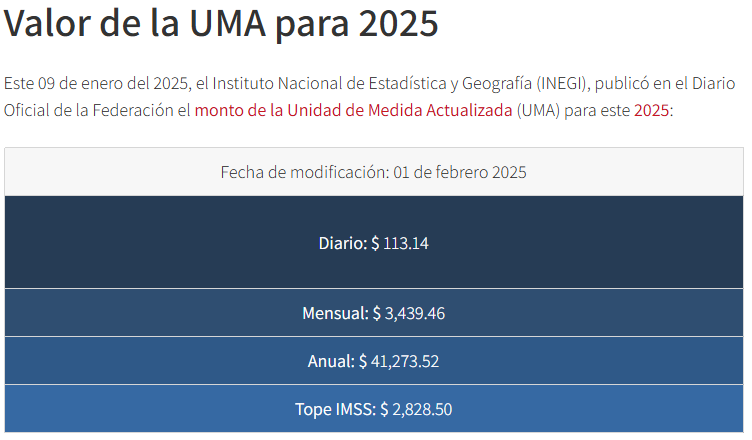 Valor de la UMA para 2025
Este 09 de enero del 2025, el Instituto Nacional de Estadística y Geografía (INEGI), publicó en el Diario
Oficial de la Federación el monto de la Unidad de Medida Actualizada (UMA) para este 2025:
Fecha de modificación: 01 de febrero 2025
Diario: $ 113.14
Mensual: $ 3,439.46
Anual: $ 41,273.52
Tope IMSS: $ 2,828.50